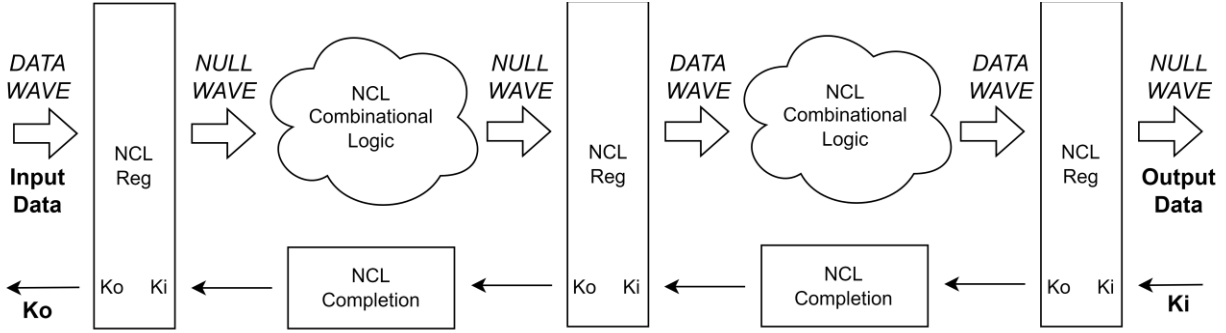 DATA
WAVE
Input
Data
Ko
NCL
Reg
Ko Ki
NULL
WAVE
NCL
Combinational
Logic
NCL
Completion
NULL
WAVE
NCL
Reg
Ko Ki
DATA
WAVE
NCL
Combinational
Logic
NCL
Completion
DATA
WAVE
NCL
Reg
Ko Ki
NULL
WAVE
Output
Data
Ki